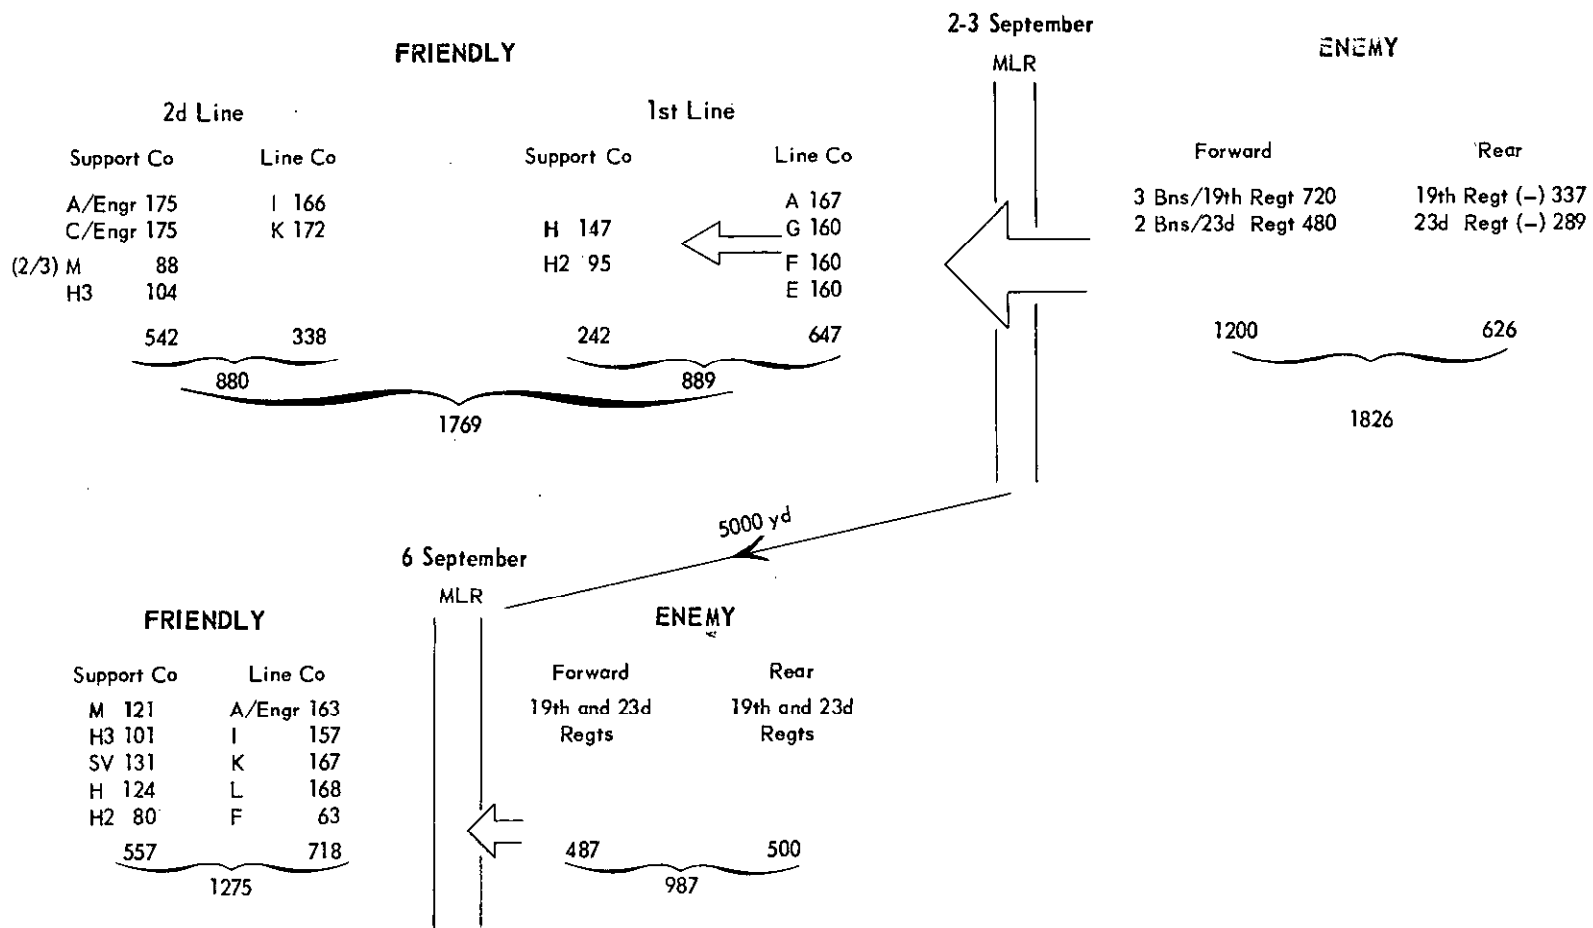 2-3 September
FRIENDLY
ENEMY
MLR
2d Line
1st Line
Support Co Line Co
Support Co Line Co
Forward Rear
A/Engr 175 I 166
C/Engr 175 K 172
(2/3) M 88
H3 104
542 338
880
H 147
H2 95
242
A 167
G 160
F 160
E 160
647
889
1769
3 Bns/19th Regt 720 19th Regt (–) 337
2 Bns/23d Regt 480 23d Regt (–) 289
1200 626
1826
5000 yd
6 September
MLR
FRIENDLY
ENEMY
Support Co Line Co
M 121 A/Engr 163
H3 101 I 157
SV 131 K 167
H 124 L 168
H2 80 F 63
557 718
1275
Forward Rear
19th and 23d 19th and 23d
Regts Regts
487 500
987